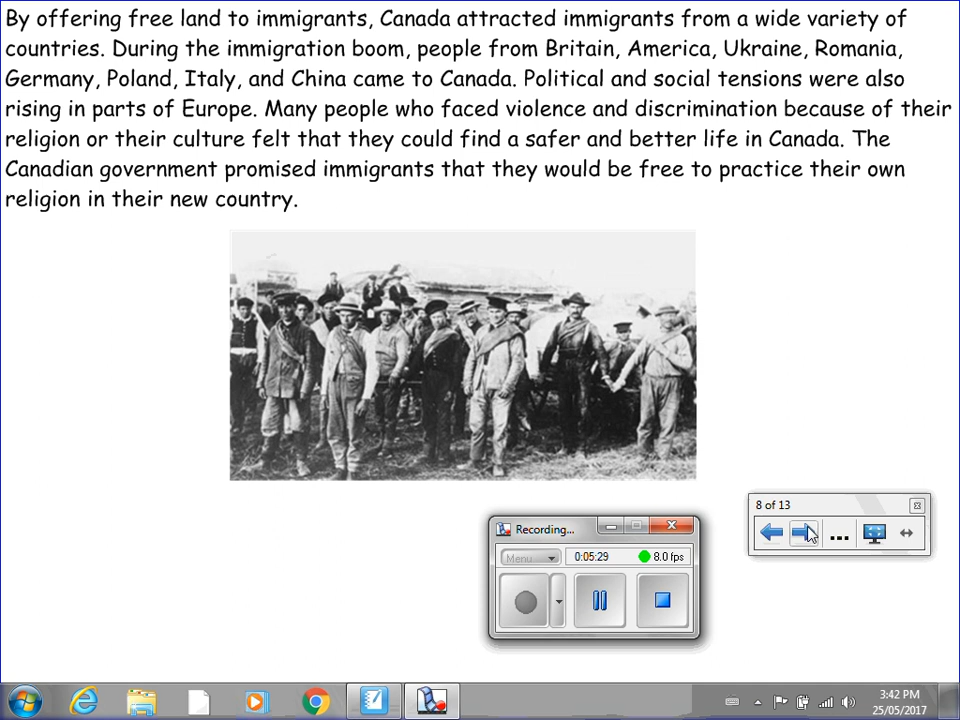 By offering free land to immigrants, Canada attracted immigrants from a wide variety of
countries. During the immigration boom, people from Britain, America, Ukraine, Romania,
Germany, Poland, Italy, and China came to Canada. Political and social tensions were also
rising in parts of Europe. Many people who faced violence and discrimination because of their
religion or their culture felt that they could find a safer and better life in Canada. The
Canadian government promised immigrants that they would be free to practice their own
religion in their new country.
8 of 13
...
Recording...
Menu
0:05:29
8.0 fps
3:42 PM
25/05/2017